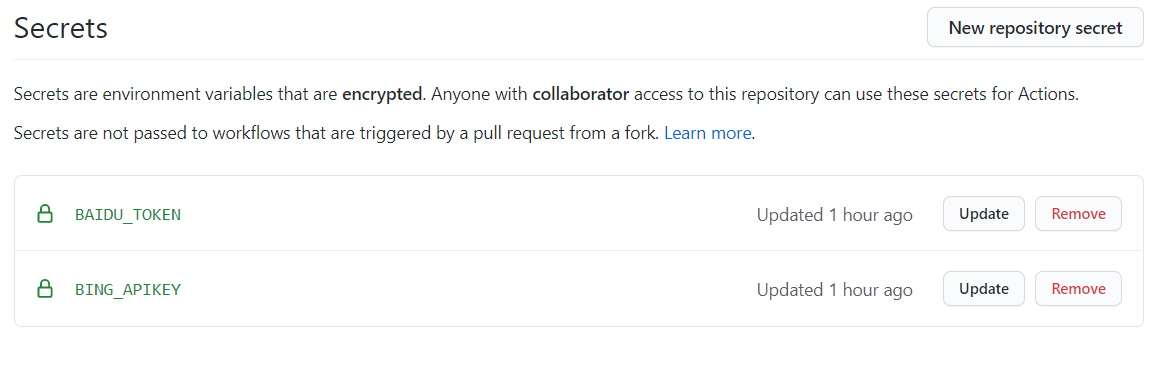 Secrets
New repository secret
Secrets are environment variables that are encrypted. Anyone with collaborator access to this repository can use these secrets for Actions.
Secrets are not passed to workflows that are triggered by a pull request from a fork. Learn more.
BAIDU_TOKEN Updated 1 hour ago Update Remove
BING_APIKEY Updated 1 hour ago Update Remove